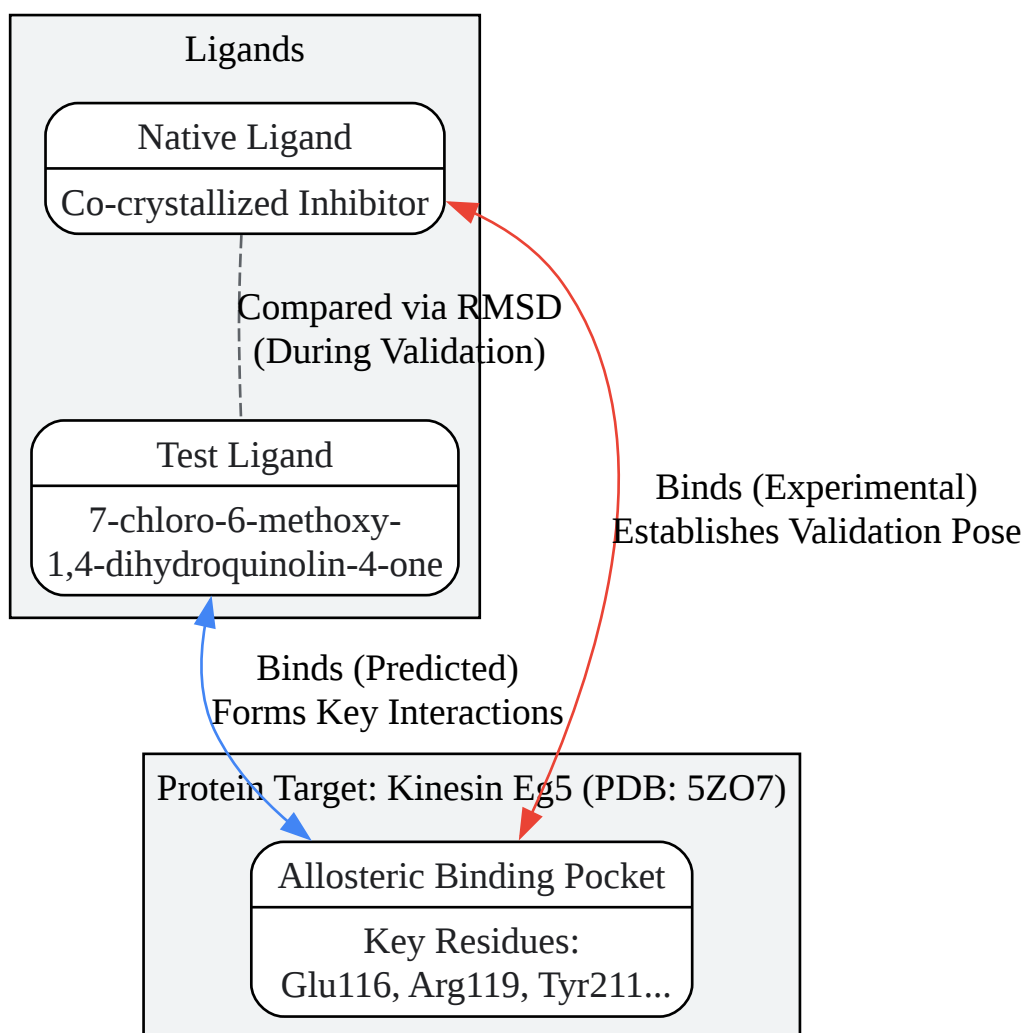 Ligands
Native Ligand
Co-crystallized Inhibitor
Compared via RMSD
(During Validation)
Test Ligand
7-chloro-6-methoxy-
1,4-dihydroquinolin-4-one
Binds (Experimental)
Establishes Validation Pose
Binds (Predicted)
Forms Key Interactions
Protein Target: Kinesin Eg5 (PDB: 5ZO7)
Allosteric Binding Pocket
Key Residues:
Glu116, Arg119, Tyr211...